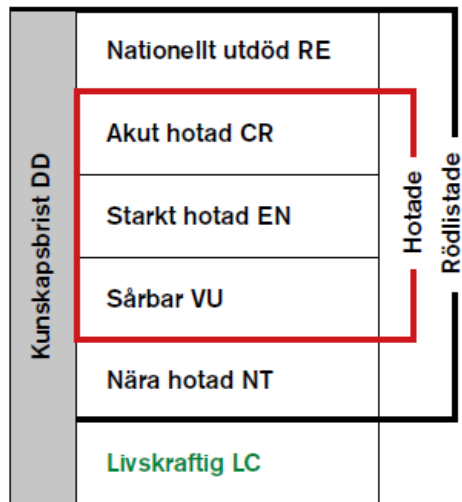 Kunskapsbrist DD
Nationellt utdöd RE
Akut hotad CR
Starkt hotad EN
Sårbar VU
Nära hotad NT
Livskraftig LC
Hotade
Rödlistade